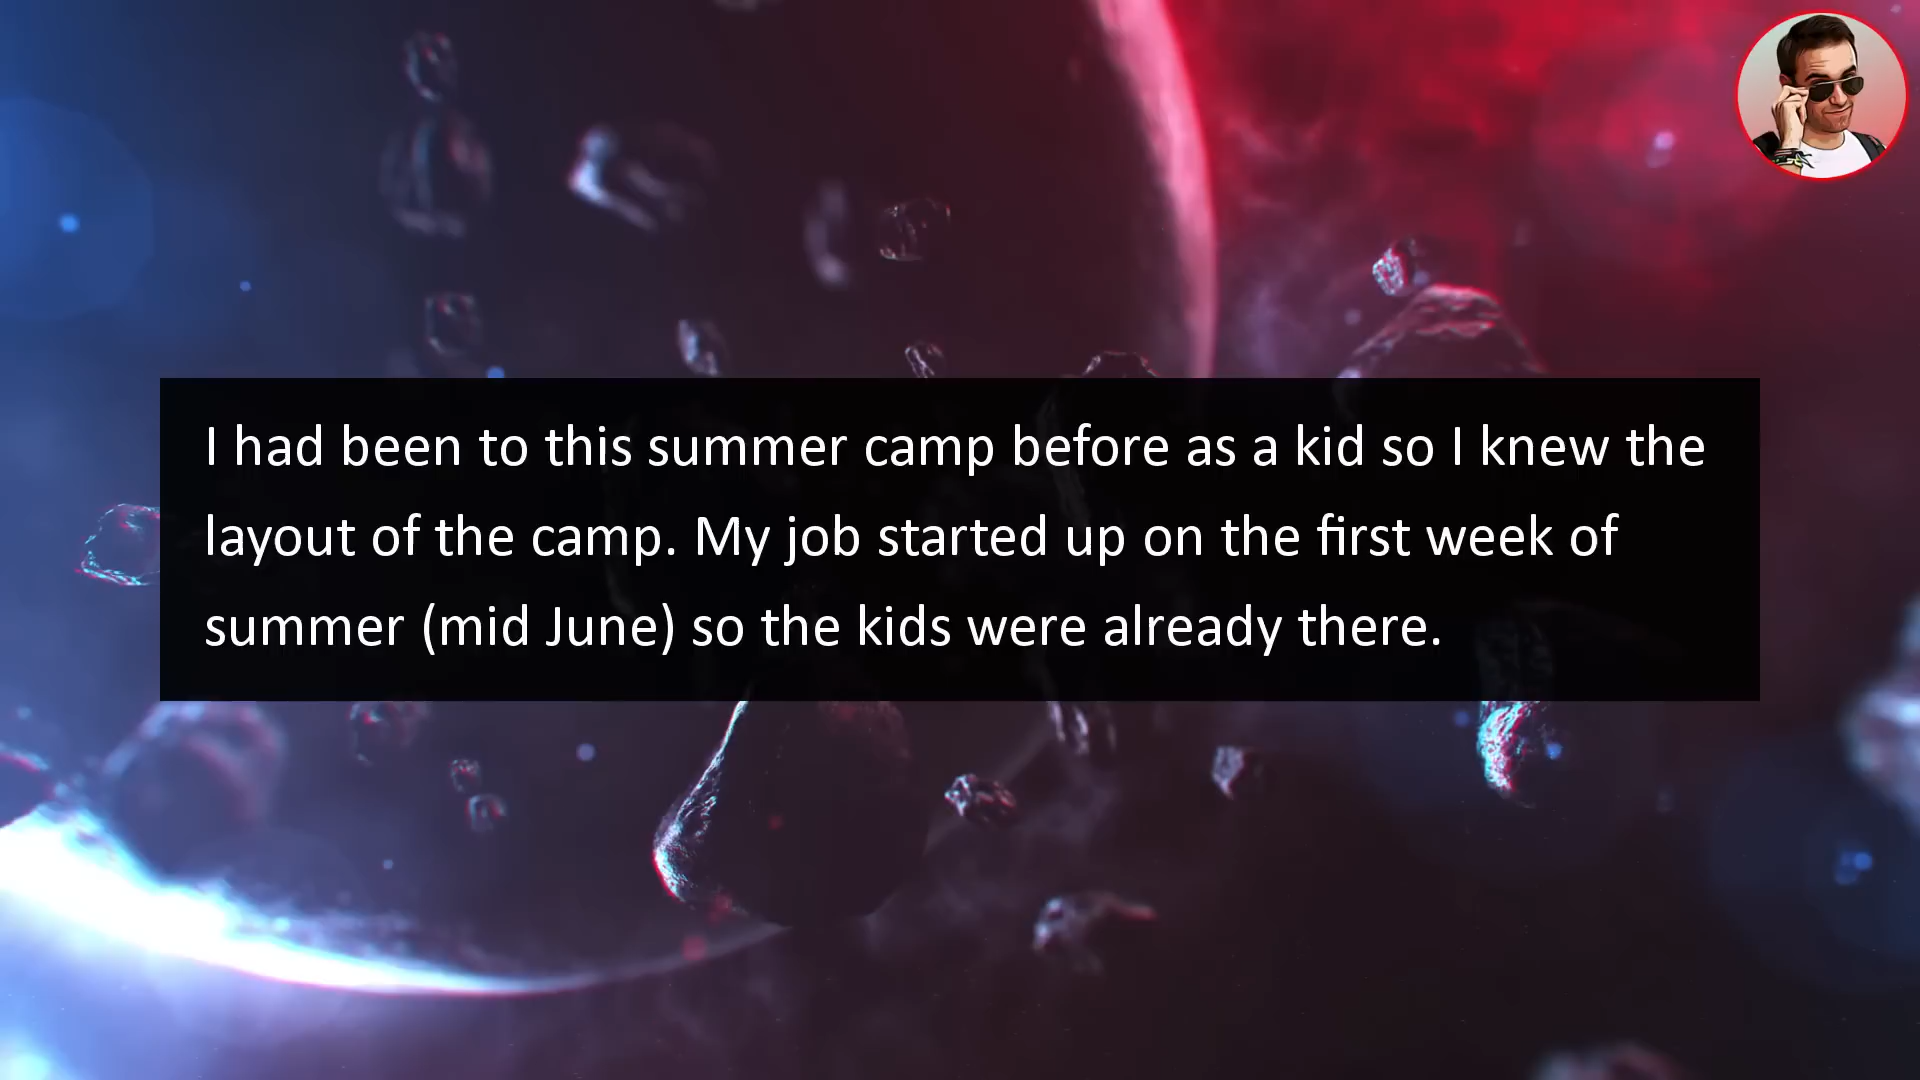 I had been to this summer camp before as a kid so I knew the
layout of the camp. My job started up on the first week of
summer (mid June) so the kids were already there.